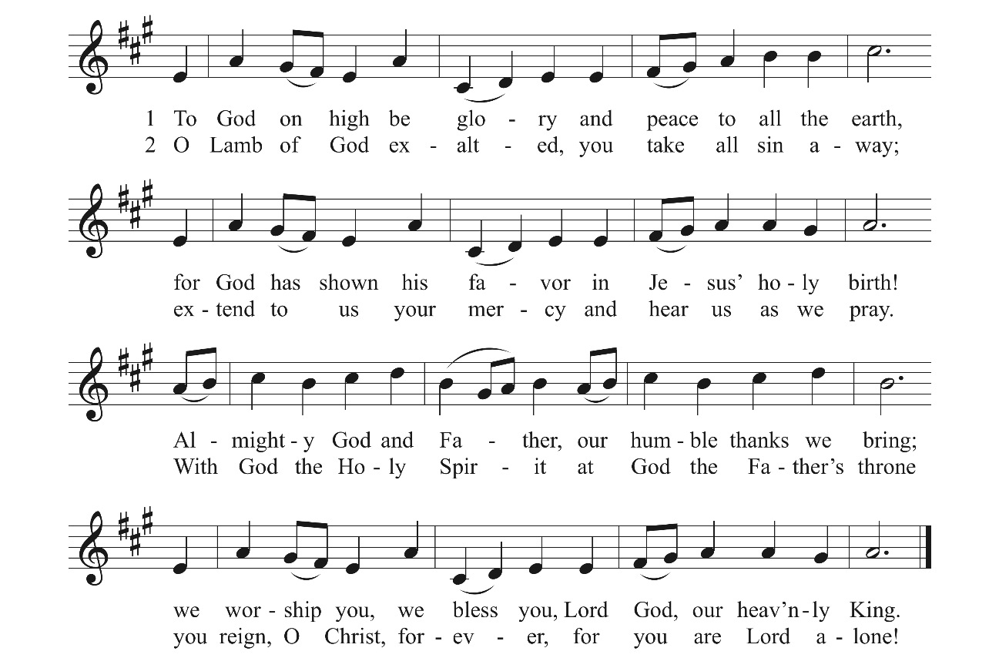 1 To God on high be glo - ry and peace to all the earth,
2 O Lamb of God ex - alt - ed, you take all sin a - way;
for God has shown his fa - vor in Je - sus’ ho - ly birth!
ex - tend to us your mer - cy and hear us as we pray.
Al - might - y God and Fa - ther, our hum - ble thanks we bring;
With God the Ho - ly Spir - it at God the Fa - ther’s throne
we wor - ship you, we bless you, Lord God, our heav’n - ly King.
you reign, O Christ, for - ev - er, for you are Lord a - lone!